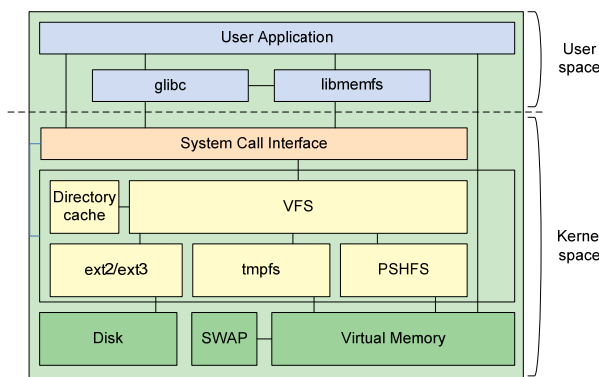 User Application
User
space
glibc
libmemfs
System Call Interface
Directory
cache
VFS
Kerne
space
ext2/ext3
tmpfs
PSHFS
Disk
SWAP
Virtual Memory